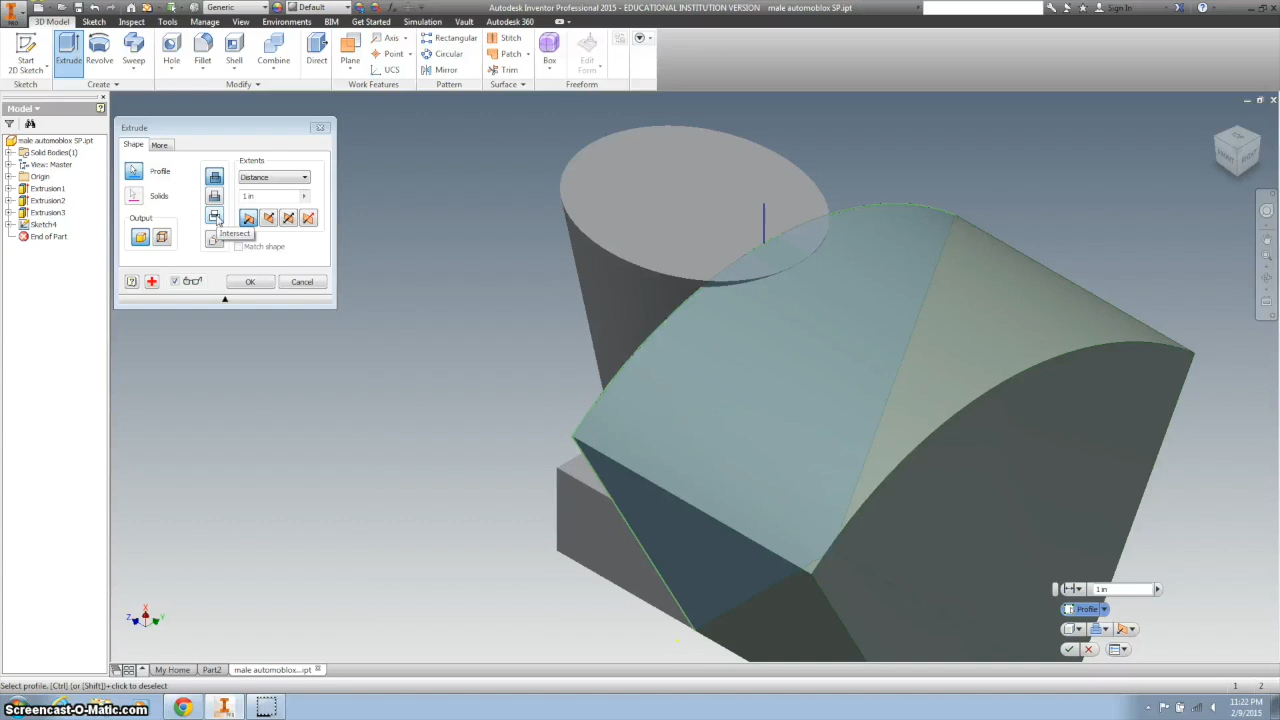 Generic
Default
Autodesk Inventor Professional 2015 - EDUCATIONAL INSTITUTION VERSION   male automoblox SP.ipt
Sign In
PRO
3D Model
Sketch
Inspect
Tools
Manage
View
Environments
BIM
Get Started
Simulation
Vault
Autodesk 360
Start
2D Sketch
Extrude
Revolve
Sweep
Hole
Fillet
Shell
Combine
Direct
Plane
Axis
Point
UCS
Rectangular
Circular
Mirror
Stitch
Patch
Trim
Box
Edit
Form
Sketch
Create
Modify
Work Features
Pattern
Surface
Freeform
Model
male automoblox SP.ipt
Solid Bodies(1)
View: Master
Origin
Extrusion1
Extrusion2
Extrusion3
Sketch4
End of Part
Extrude
Shape
More
Profile
Solids
Output
Extents
Distance
1 in
Intersect
Match shape
OK
Cancel
TOP
FRONT
RIGHT
1 in
Profile
X
Z
Y
My Home
Part2
male automoblox...ipt
Select profile. [Ctrl] (or [Shift])+click to deselect
1
2
Screencast-O-Matic.com
11:22 PM
2/9/2015